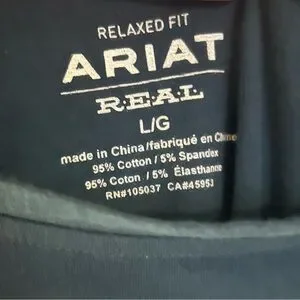 RELAXED FIT
ARIAT
R·E·A·L
L/G
made in China/fabriqué en Chine
95% Cotton / 5% Spandex
95% Coton / 5% Élasthanne
RN#105037 CA#45953